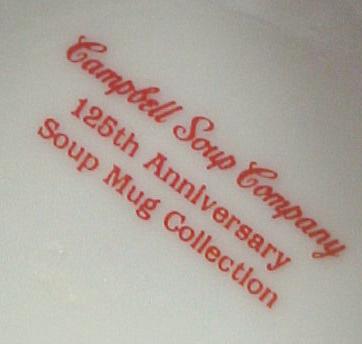 Campbell Soup Company
125th Anniversary
Soup Mug Collection